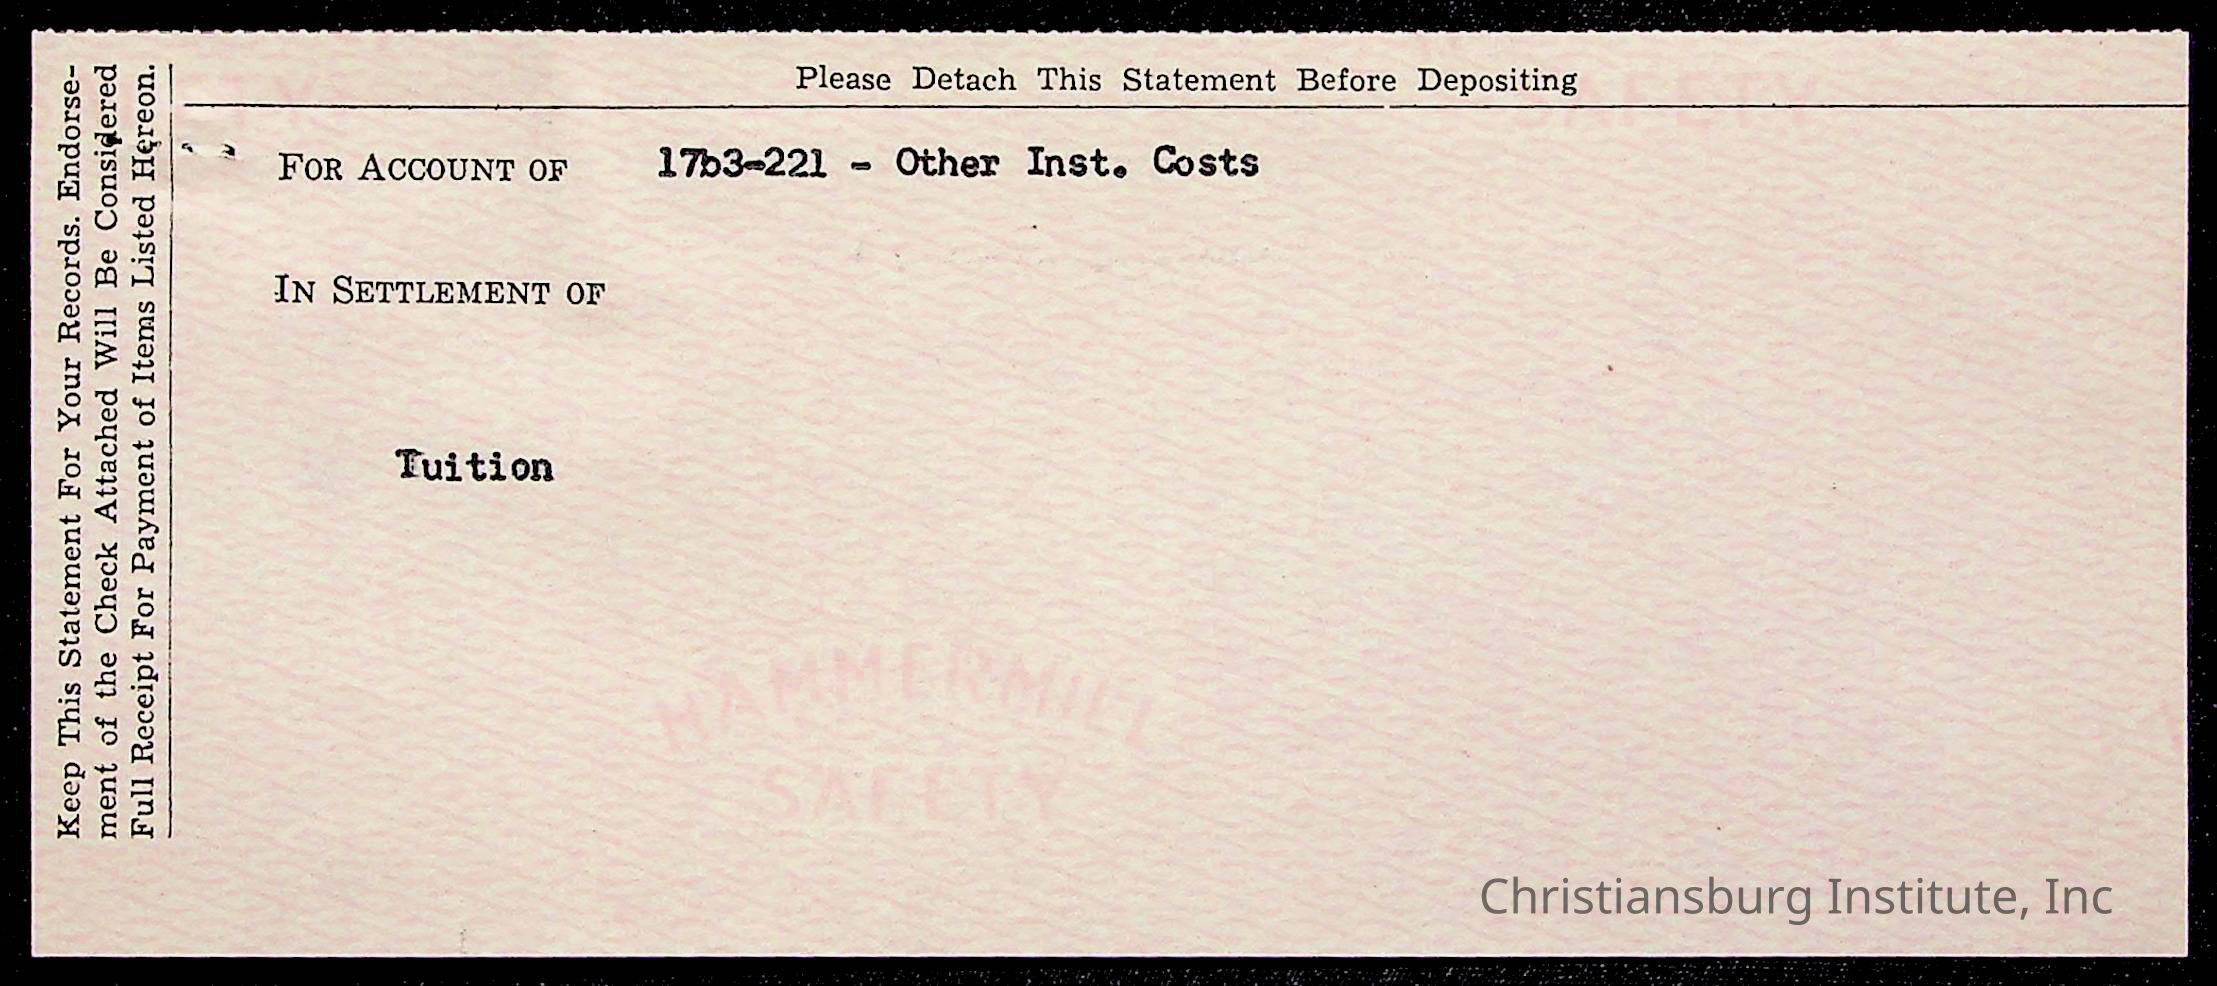 Please Detach This Statement Before Depositing
Keep This Statement For Your Records. Endorse-
ment of the Check Attached Will Be Considered
Full Receipt For Payment of Items Listed Hereon.
FOR ACCOUNT OF 17b3-221 - Other Inst. Costs
IN SETTLEMENT OF
Tuition
HAMMERMILL
SAFETY
Christiansburg Institute, Inc